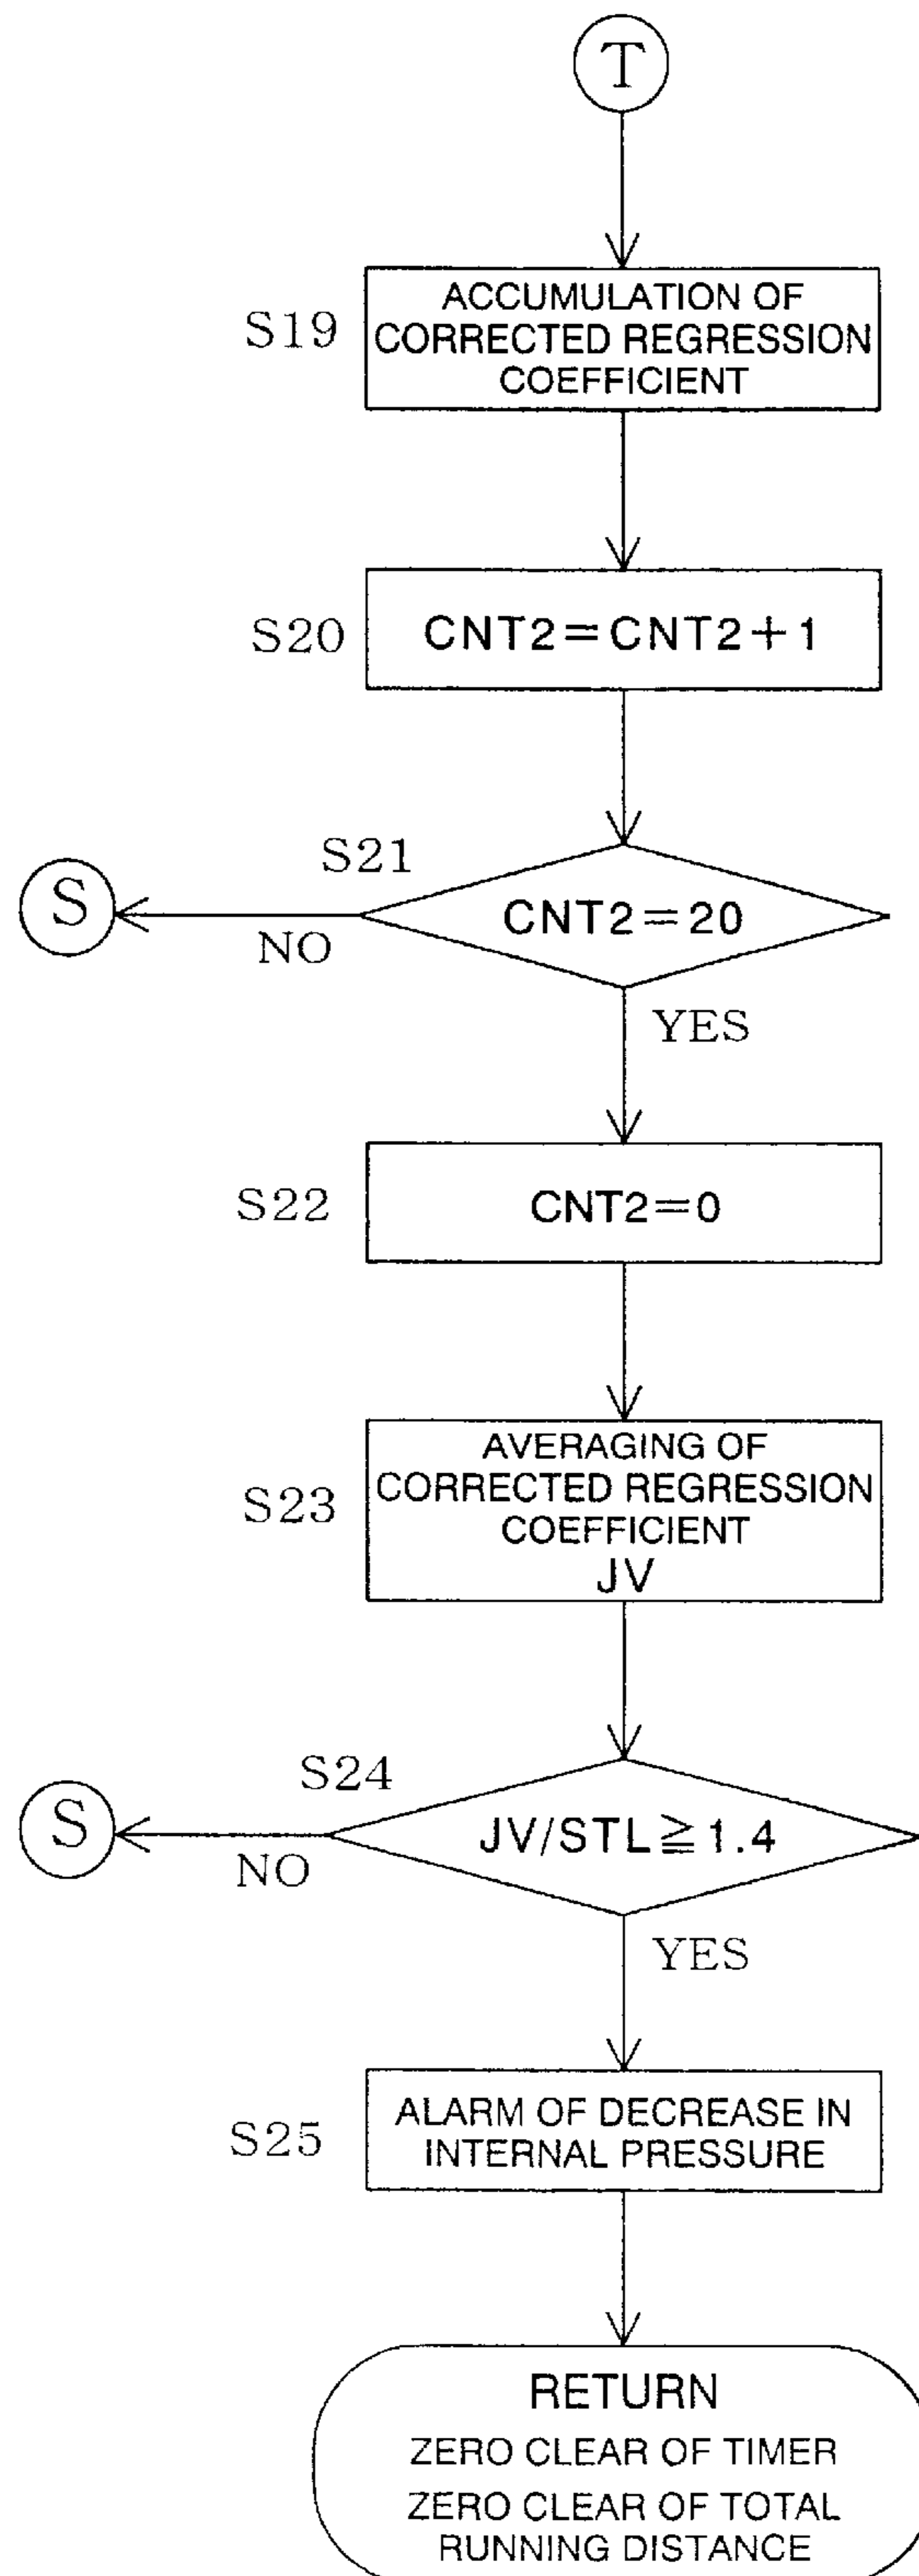 T
S19
ACCUMULATION OF
CORRECTED REGRESSION
COEFFICIENT
S20
CNT2=CNT2+1
S21
S
NO
CNT2=20
YES
S22
CNT2=0
S23
AVERAGING OF
CORRECTED REGRESSION
COEFFICIENT
JV
S24
S
NO
JV/STL≧1.4
YES
S25
ALARM OF DECREASE IN
INTERNAL PRESSURE
RETURN
ZERO CLEAR OF TIMER
ZERO CLEAR OF TOTAL
RUNNING DISTANCE